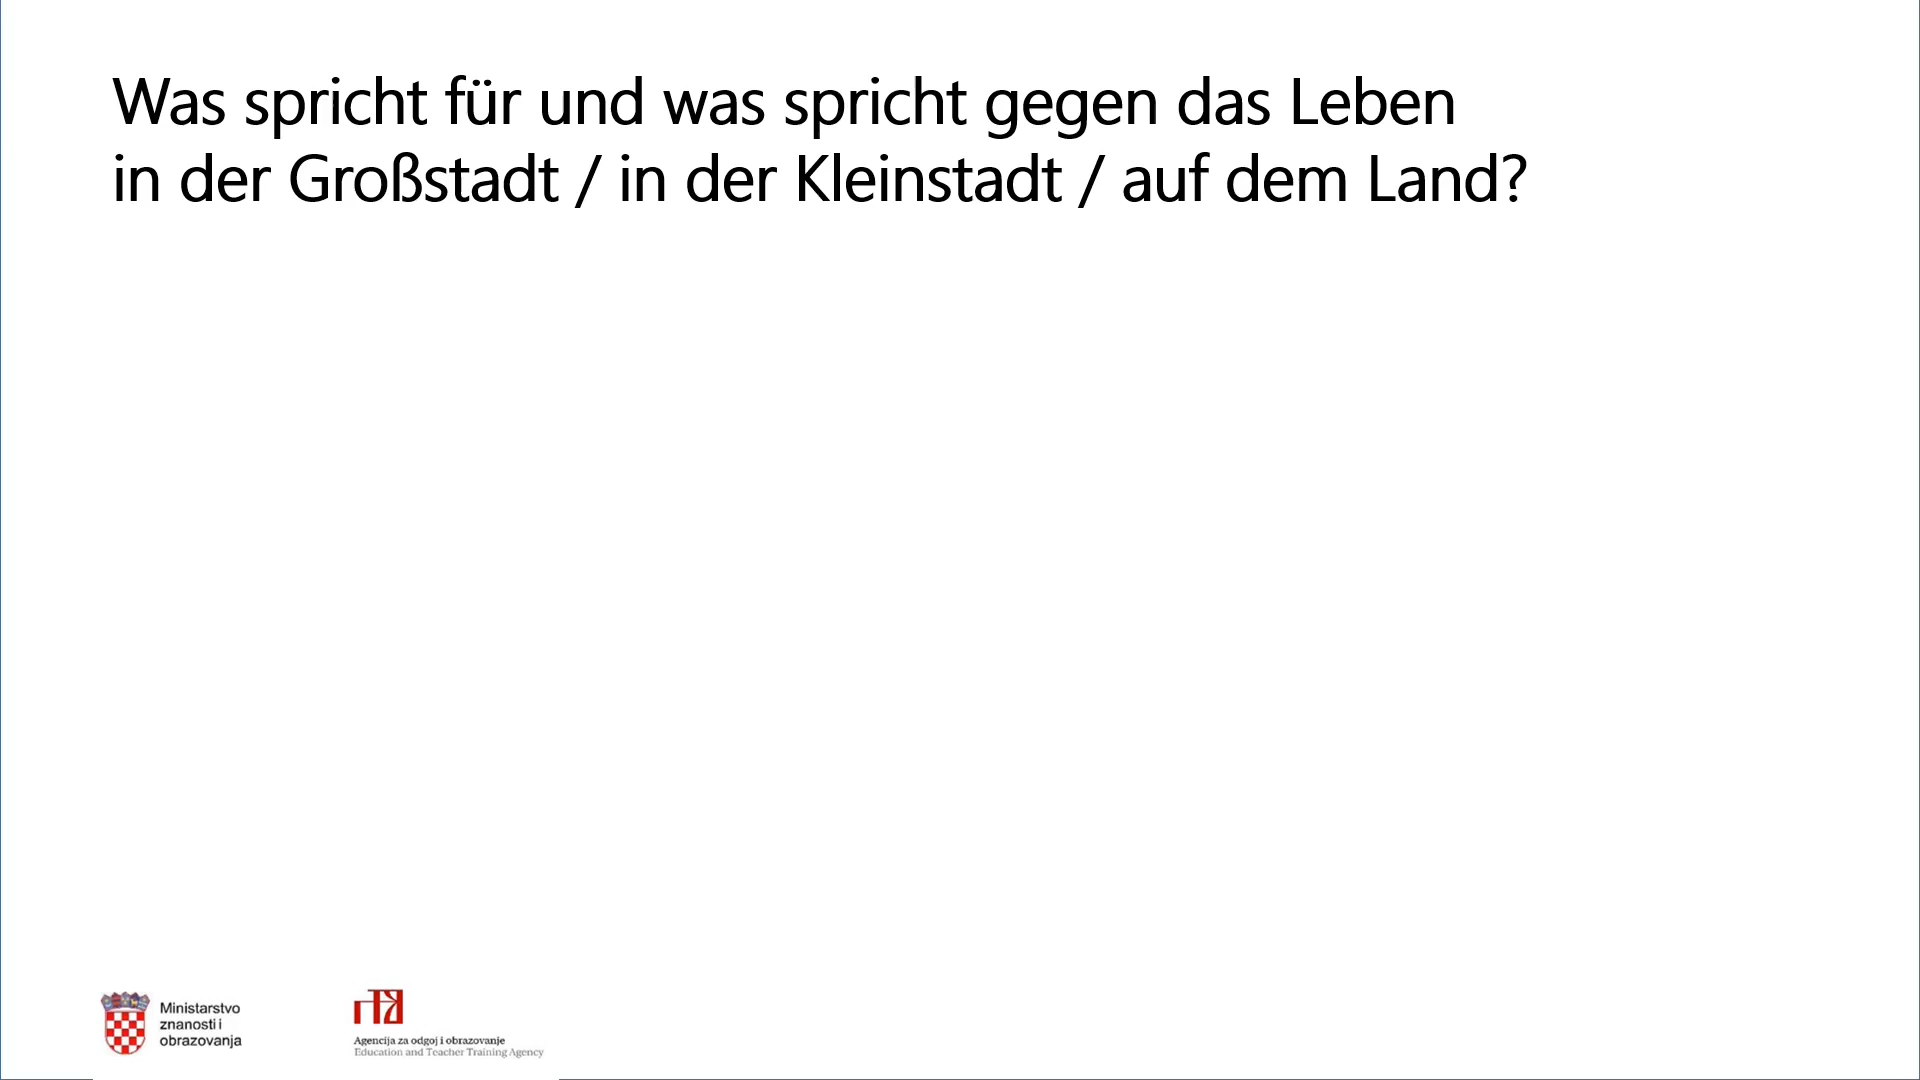 Was spricht für und was spricht gegen das Leben
in der Großstadt / in der Kleinstadt / auf dem Land?
Ministarstvo
znanosti i
obrazovanja
Agencija za odgoj i obrazovanje
Education and Teacher Training Agency